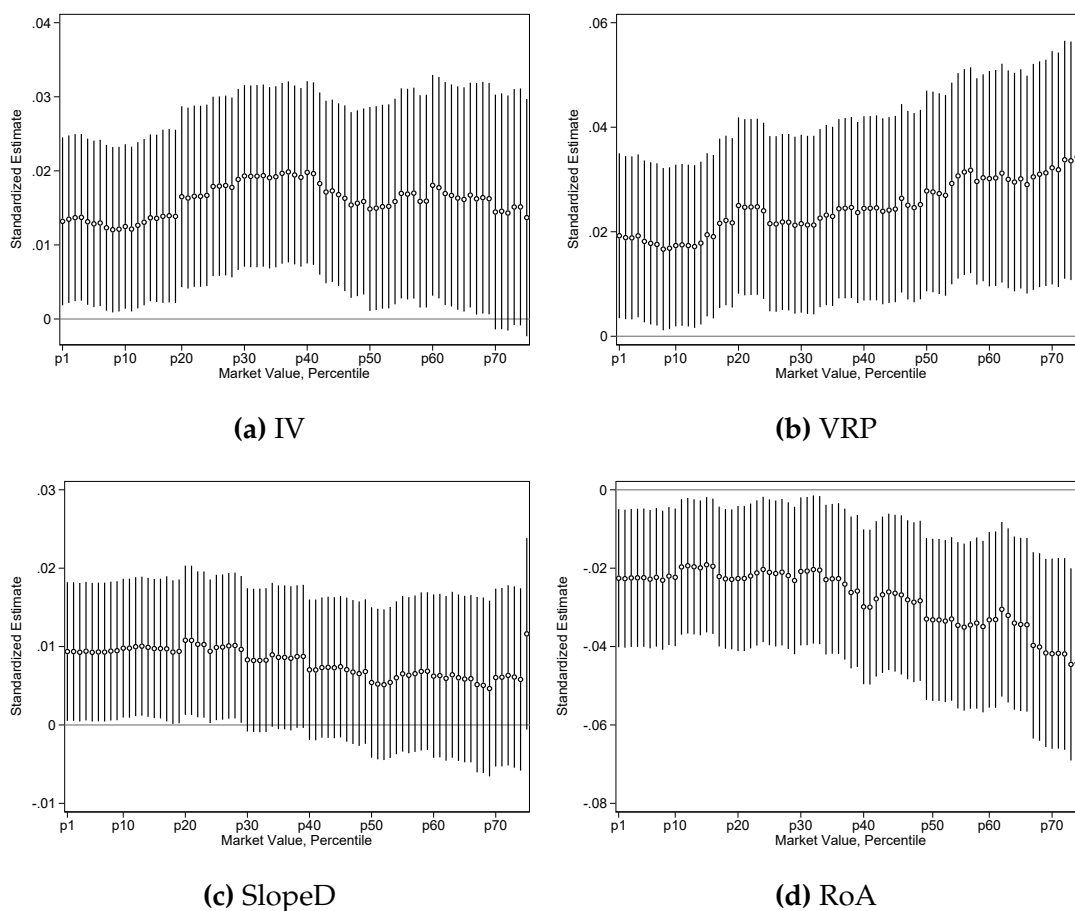 .04
.03
.02
.01
0
Standardized Estimate
p1 p10 p20 p30 p40 p50 p60 p70
Market Value, Percentile
(a) IV
.06
.04
.02
0
Standardized Estimate
p1 p10 p20 p30 p40 p50 p60 p70
Market Value, Percentile
(b) VRP
.03
.02
.01
0
-.01
Standardized Estimate
p1 p10 p20 p30 p40 p50 p60 p70
Market Value, Percentile
(c) SlopeD
0
-.02
-.04
-.06
-.08
Standardized Estimate
p1 p10 p20 p30 p40 p50 p60 p70
Market Value, Percentile
(d) RoA